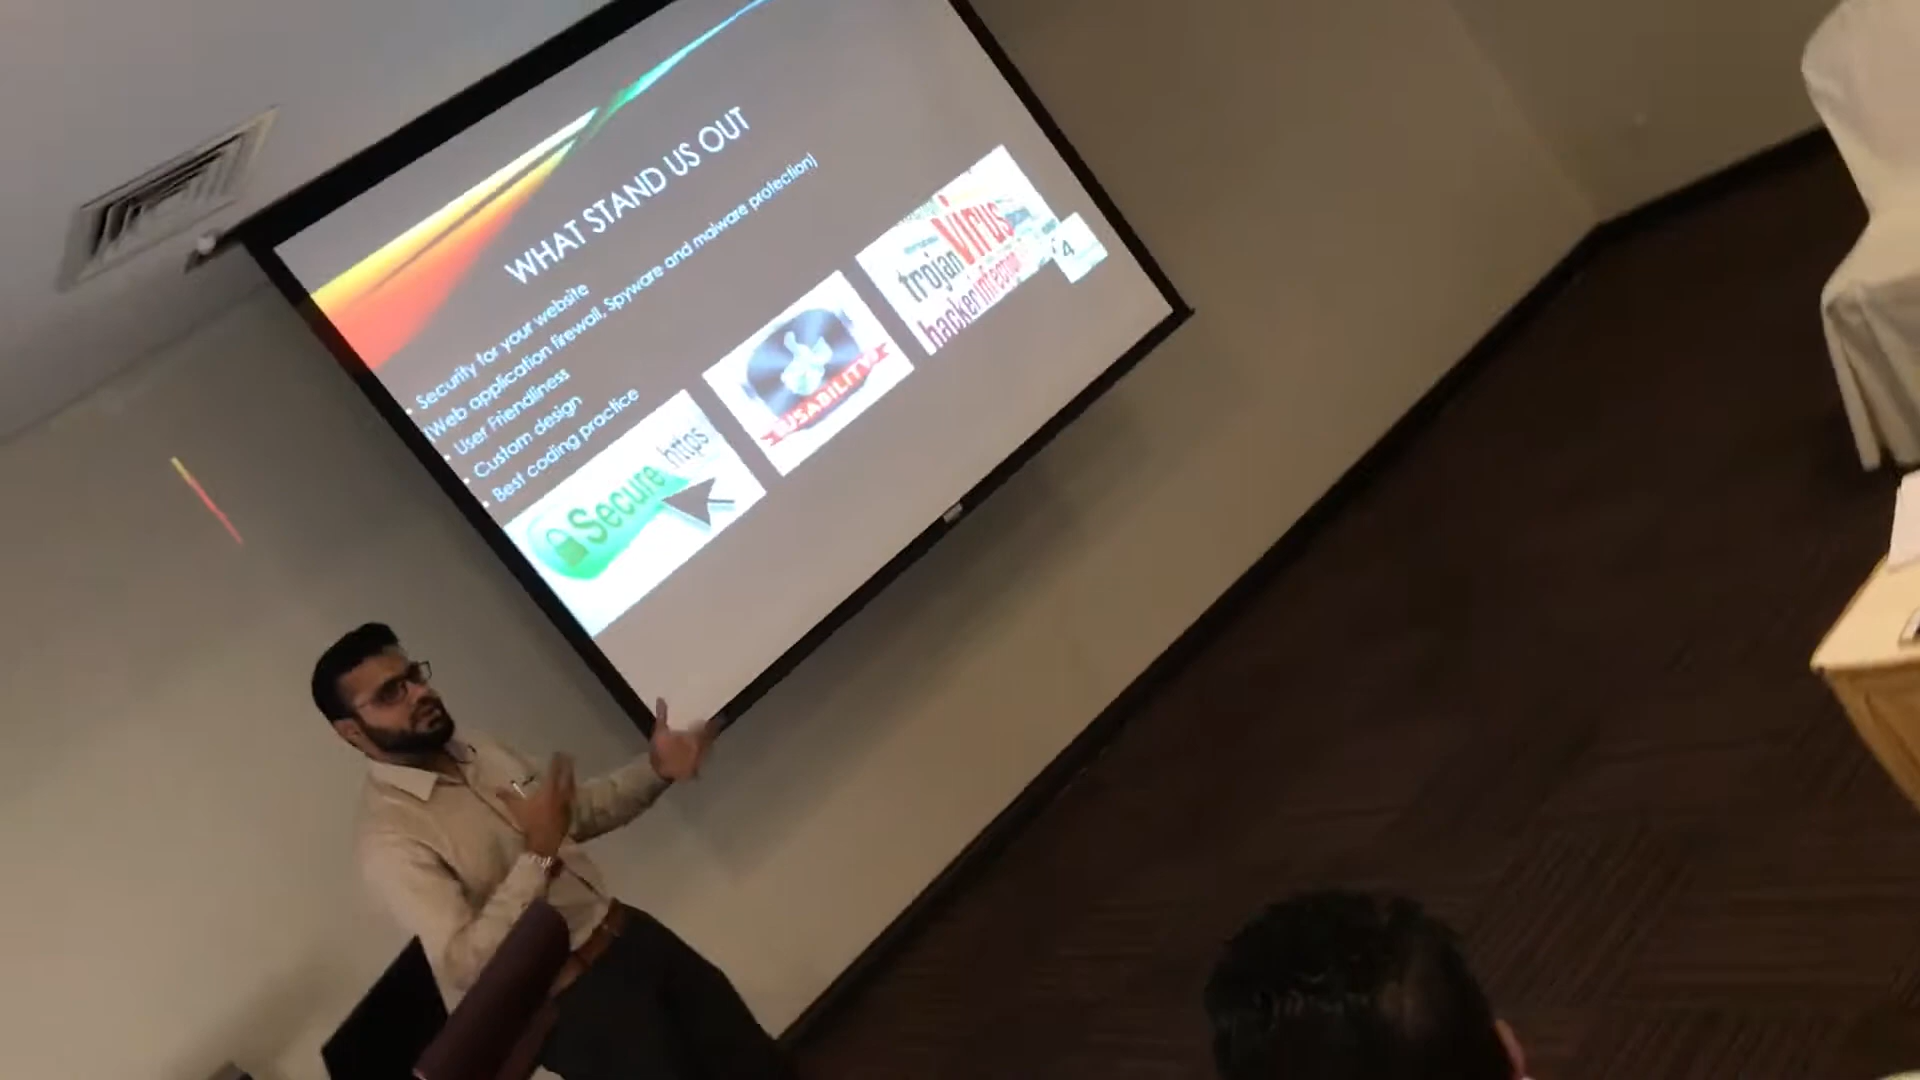 WHAT STAND US OUT
• Security for your website
(Web application firewall, Spyware and malware protection)
• User Friendliness
• Custom design
• Best coding practice
Secure https
USABILITY
Virus
trojan
hacker infection